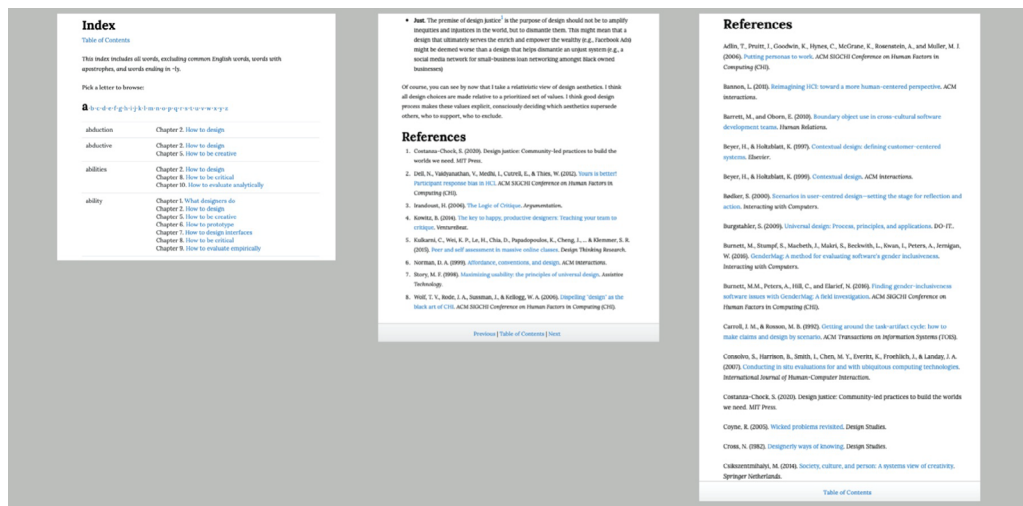 Index
Table of Contents
This index includes all words, excluding common English words, words with
apostrophes, and words ending in -ly.
Pick a letter to browse:
a·b·c·d·e·f·g·h·i·j·k·l·m·n·o·p·q·r·s·t·u·r·w·x·y·z
abduction Chapter 2. How to design
abductive Chapter 2. How to design
Chapter 5. How to be creative
abilities Chapter 2. How to design
Chapter 8. How to be critical
Chapter 10. How to evaluate analytically
ability Chapter 1. What designers do
Chapter 2. How to design
Chapter 5. How to be creative
Chapter 6. How to prototype
Chapter 7. How to design interfaces
Chapter 8. How to be critical
Chapter 9. How to evaluate empirically
• Just. The premise of design justice1 is the purpose of design should not be to amplify
inequities and injustices in the world, but to dismantle them. This might mean that a
design that ultimately serves the enrich and empower the wealthy (e.g., Facebook Ads)
might be deemed worse than a design that helps dismantle an unjust system (e.g., a
social media network for small-business loan networking amongst Black owned
businesses)
Of course, you can see by now that I take a relativistic view of design aesthetics. I think
all design choices are made relative to a prioritized set of values. I think good design
process makes these values explicit, consciously deciding which aesthetics supersede
others, who to support, who to exclude.
References
1. Costanza-Chock, S. (2020). Design justice: Community-led practices to build the
worlds we need. MIT Press.
2. Dell, N., Vaidyanathan, V., Medhi, I., Cutrell, E., & Thies, W. (2012). Yours is better!
Participant response bias in HCI. ACM SIGCHI Conference on Human Factors in
Computing (CHI).
3. Irandoust, H. (2006). The Logic of Critique. Argumentation.
4. Kowitz, B. (2014). The key to happy, productive designers: Teaching your team to
critique. Venturebeat.
5. Kulkarni, C., Wei, K. P., Le, H., Chia, D., Papadopoulos, K., Cheng, J., ... & Klemmer, S. R.
(2013). Peer and self assessment in massive online classes. Design Thinking Research.
6. Norman, D. A. (1999). Affordance, conventions, and design. ACM interactions.
7. Story, M. F. (1998). Maximizing usability: the principles of universal design. Assistive
Technology.
8. Wolf, T. V., Rode, J. A., Sussman, J., & Kellogg, W. A. (2006). Dispelling 'design' as the
black art of CHI. ACM SIGCHI Conference on Human Factors in Computing (CHI).
Previous | Table of Contents | Next
References
Adlin, T., Pruitt, J., Goodwin, K., Hynes, C., McGrane, K., Rosenstein, A., and Muller, M. J.
(2006). Putting personas to work. ACM SIGCHI Conference on Human Factors in
Computing (CHI).
Bannon, L. (2011). Reimagining HCI: toward a more human-centered perspective. ACM
interactions.
Barrett, M., and Oborn, E. (2010). Boundary object use in cross-cultural software
development teams. Human Relations.
Beyer, H., & Holtzblatt, K. (1997). Contextual design: defining customer-centered
systems. Elsevier.
Beyer, H., & Holtzblatt, K. (1999). Contextual design. ACM interactions.
Bødker, S. (2000). Scenarios in user-centred design—setting the stage for reflection and
action. Interacting with Computers.
Burgstahler, S. (2009). Universal design: Process, principles, and applications. DO-IT.
Burnett, M., Stumpf, S., Macbeth, J., Makri, S., Beckwith, L., Kwan, I., Peters, A., Jernigan,
W. (2016). GenderMag: A method for evaluating software's gender inclusiveness.
Interacting with Computers.
Burnett, M.M., Peters, A., Hill, C., and Elarief, N. (2016). Finding gender-inclusiveness
software issues with GenderMag: A field investigation. ACM SIGCHI Conference on
Human Factors in Computing (CHI).
Carroll, J. M., & Rosson, M. B. (1992). Getting around the task-artifact cycle: how to
make claims and design by scenario. ACM Transactions on Information Systems (TOIS).
Consolvo, S., Harrison, B., Smith, I., Chen, M. Y., Everitt, K., Froehlich, J., & Landay, J. A.
(2007). Conducting in situ evaluations for and with ubiquitous computing technologies.
International Journal of Human-Computer Interaction.
Costanza-Chock, S. (2020). Design justice: Community-led practices to build the worlds
we need. MIT Press.
Coyne, R. (2005). Wicked problems revisited. Design Studies.
Cross, N. (1982). Designerly ways of knowing. Design Studies.
Csikszentmihalyi, M. (2014). Society, culture, and person: A systems view of creativity.
Springer Netherlands.
Table of Contents